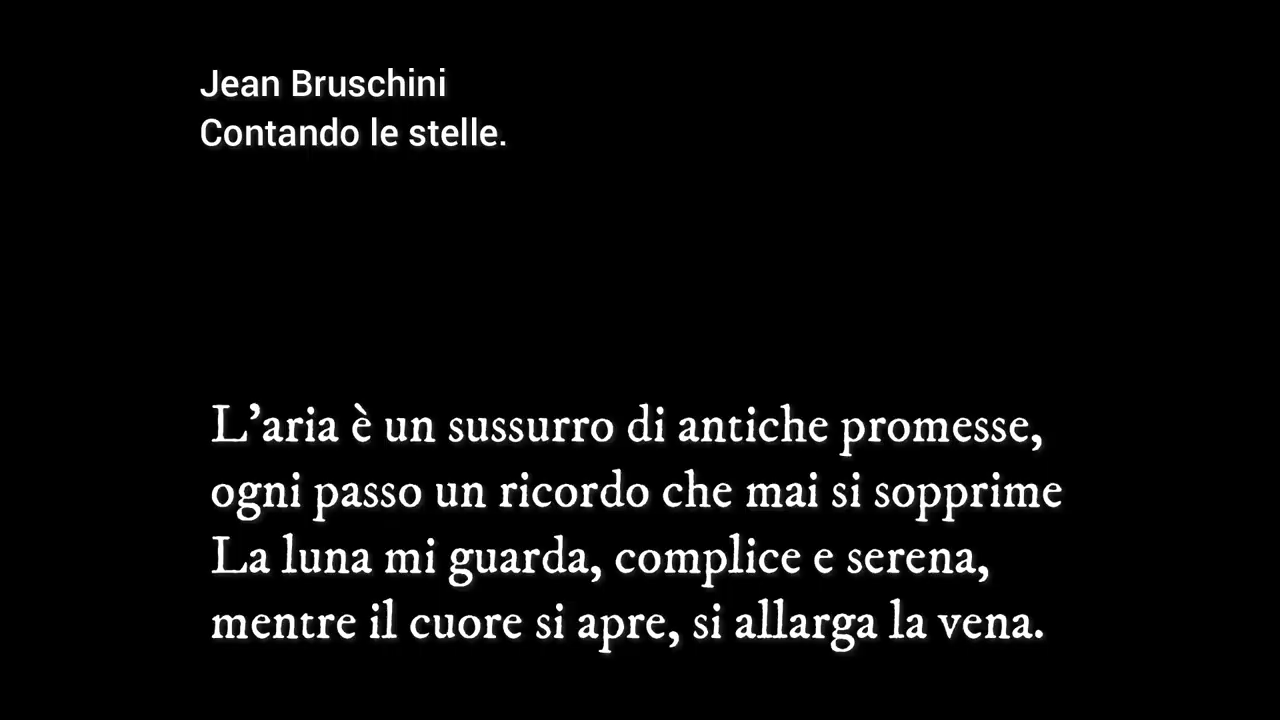 Jean Bruschini
Contando le stelle.
L’aria è un sussurro di antiche promesse,
ogni passo un ricordo che mai si sopprime
La luna mi guarda, complice e serena,
mentre il cuore si apre, si allarga la vena.